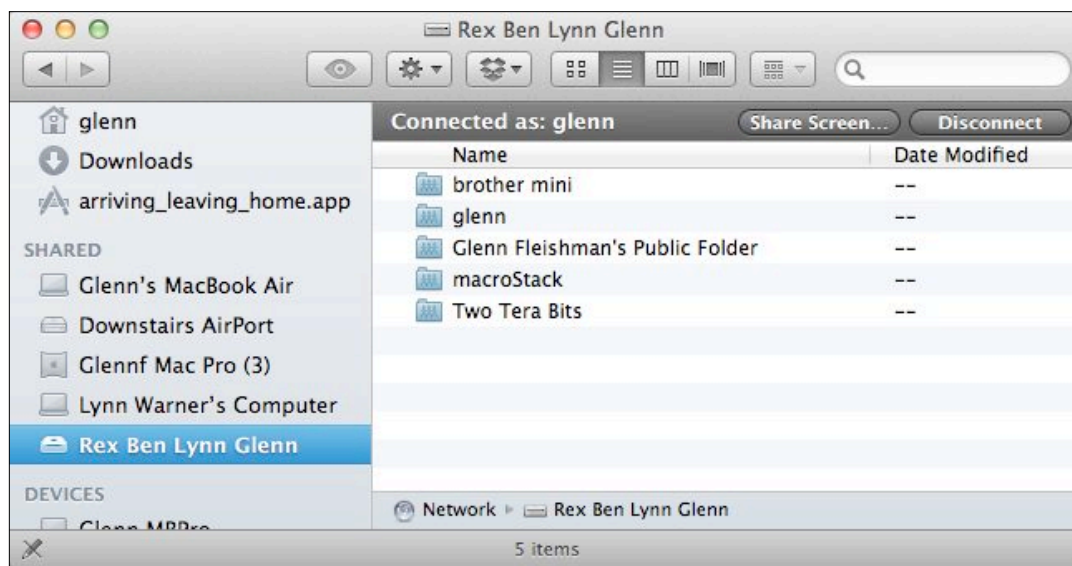 Rex Ben Lynn Glenn
glenn
Downloads
arriving_leaving_home.app
SHARED
Glenn's MacBook Air
Downstairs AirPort
Glennf Mac Pro (3)
Lynn Warner's Computer
Rex Ben Lynn Glenn
DEVICES
Glenn MBPro
Connected as: glenn Share Screen... Disconnect
Name Date Modified
brother mini --
glenn --
Glenn Fleishman's Public Folder --
macroStack --
Two Tera Bits --
Network Rex Ben Lynn Glenn
5 items